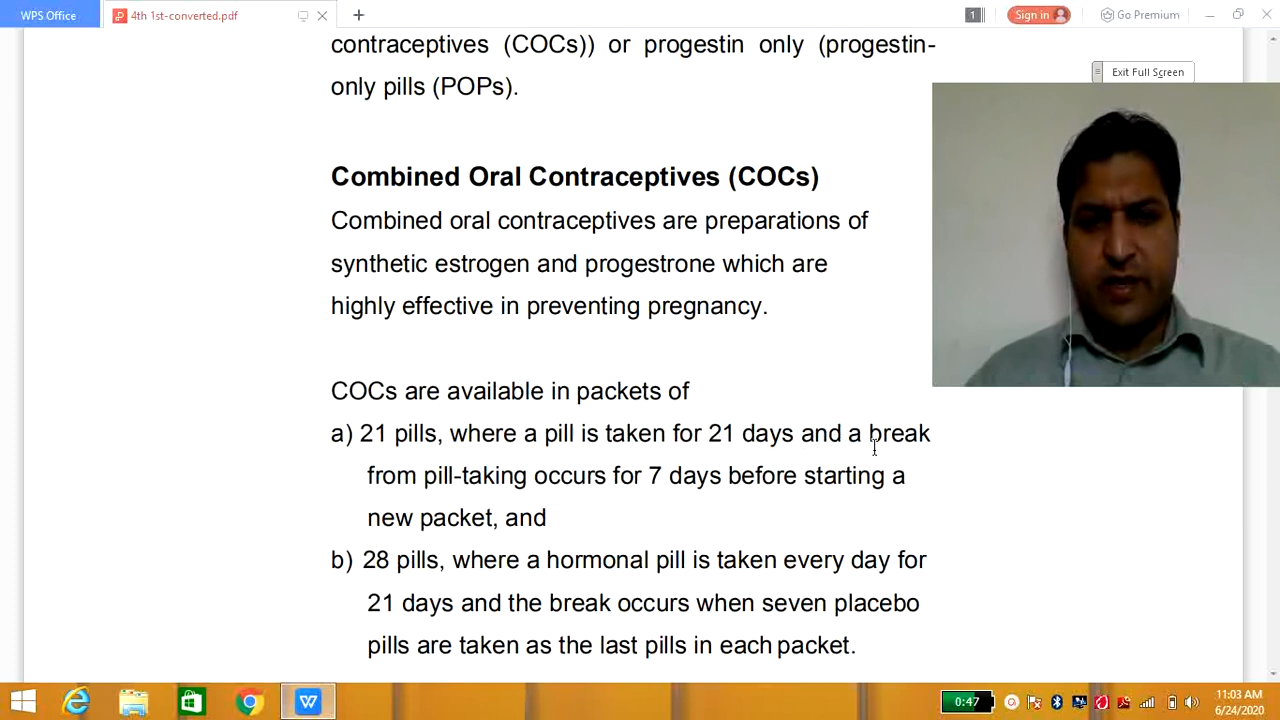 WPS Office
4th 1st-converted.pdf
1
Sign in
Go Premium
contraceptives (COCs)) or progestin only (progestin-
only pills (POPs).
Exit Full Screen
Combined Oral Contraceptives (COCs)
Combined oral contraceptives are preparations of
synthetic estrogen and progestrone which are
highly effective in preventing pregnancy.
COCs are available in packets of
a) 21 pills, where a pill is taken for 21 days and a break
from pill-taking occurs for 7 days before starting a
new packet, and
b) 28 pills, where a hormonal pill is taken every day for
21 days and the break occurs when seven placebo
pills are taken as the last pills in each packet.
0:47
11:03 AM
6/24/2020